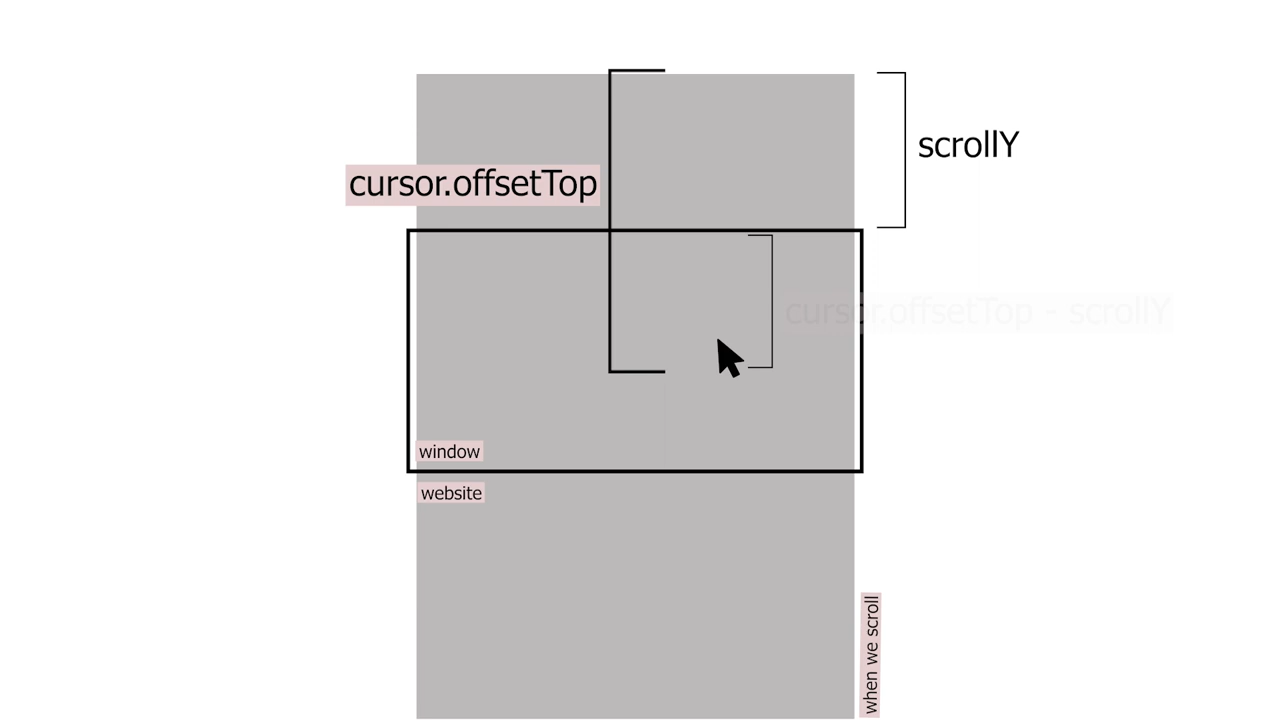 scrollY
cursor.offsetTop
cursor.offsetTop - scrollY
window
website
when we scroll